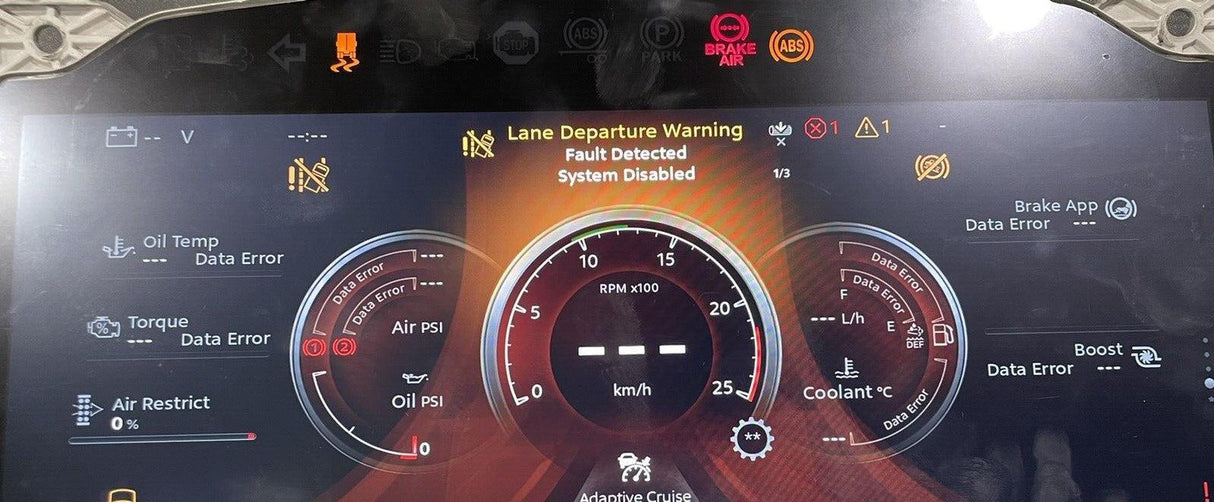 STOP
ABS
P
PARK
BRAKE
AIR
ABS
-- V
--:--
Lane Departure Warning
Fault Detected
System Disabled
1
1
-
1/3
Oil Temp
--- Data Error
Torque
--- Data Error
Air Restrict
0 %
Data Error ---
Data Error ---
Air PSI
1 2
Oil PSI
0
RPM x100
0
5
10
15
20
25
--- 
km/h
**
Adaptive Cruise
Data Error
Data Error
F
--- L/h
E
DEF
Coolant °C
Data Error
---
Brake App
Data Error ---
Boost
Data Error ---